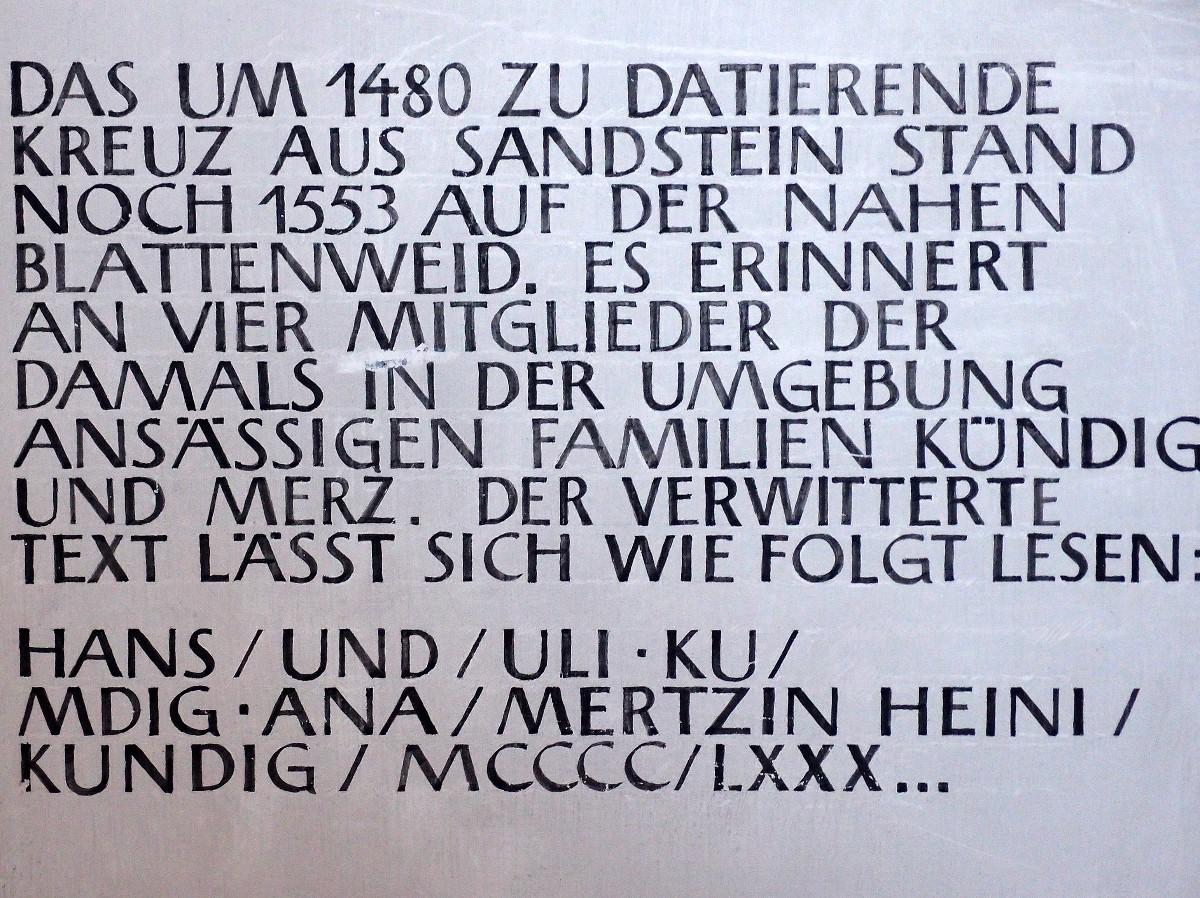 DAS UM 1480 ZU DATIERENDE
KREUZ AUS SANDSTEIN STAND
NOCH 1553 AUF DER NAHEN
BLATTENWEID. ES ERINNERT
AN VIER MITGLIEDER DER
DAMALS IN DER UMGEBUNG
ANSÄSSIGEN FAMILIEN KÜNDIG
UND MERZ. DER VERWITTERTE
TEXT LÄSST SICH WIE FOLGT LESEN:
HANS / UND / ULI · KU /
MDIG · ANA / MERTZIN HEINI /
KUNDIG / MCCCC / LXXX...